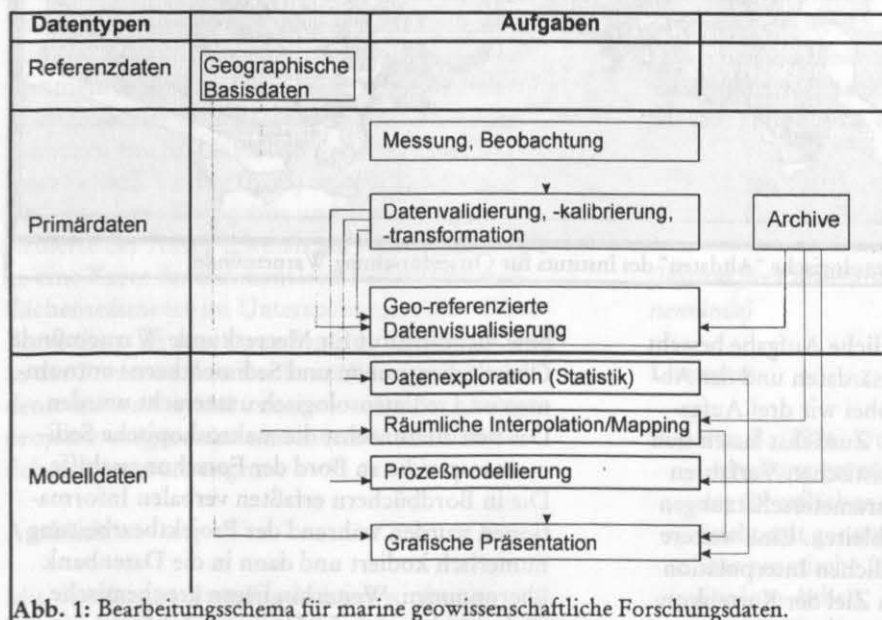 Datentypen Aufgaben
Referenzdaten Geographische
Basisdaten
Messung, Beobachtung
Primärdaten
Datenvalidierung, -kalibrierung,
-transformation
Archive
Geo-referenzierte
Datenvisualisierung
Datenexploration (Statistik)
Räumliche Interpolation/Mapping
Modelldaten
Prozeßmodellierung
Grafische Präsentation
Abb. 1: Bearbeitungsschema für marine geowissenschaftliche Forschungsdaten.